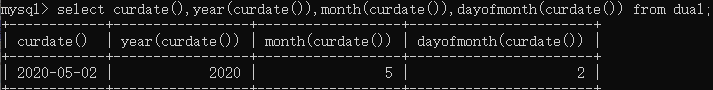 mysql> select curdate(),year(curdate()),month(curdate()),dayofmonth(curdate()) from dual;
+------------+-----------------+------------------+-----------------------+
| curdate()  | year(curdate()) | month(curdate()) | dayofmonth(curdate()) |
+------------+-----------------+------------------+-----------------------+
| 2020-05-02 |            2020 |                5 |                     2 |
+------------+-----------------+------------------+-----------------------+